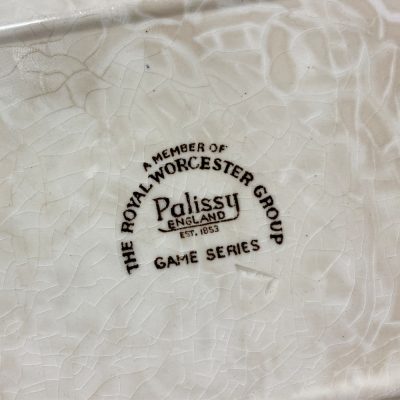 A MEMBER OF
THE ROYAL WORCESTER GROUP
Palissy
ENGLAND
EST. 1853
GAME SERIES